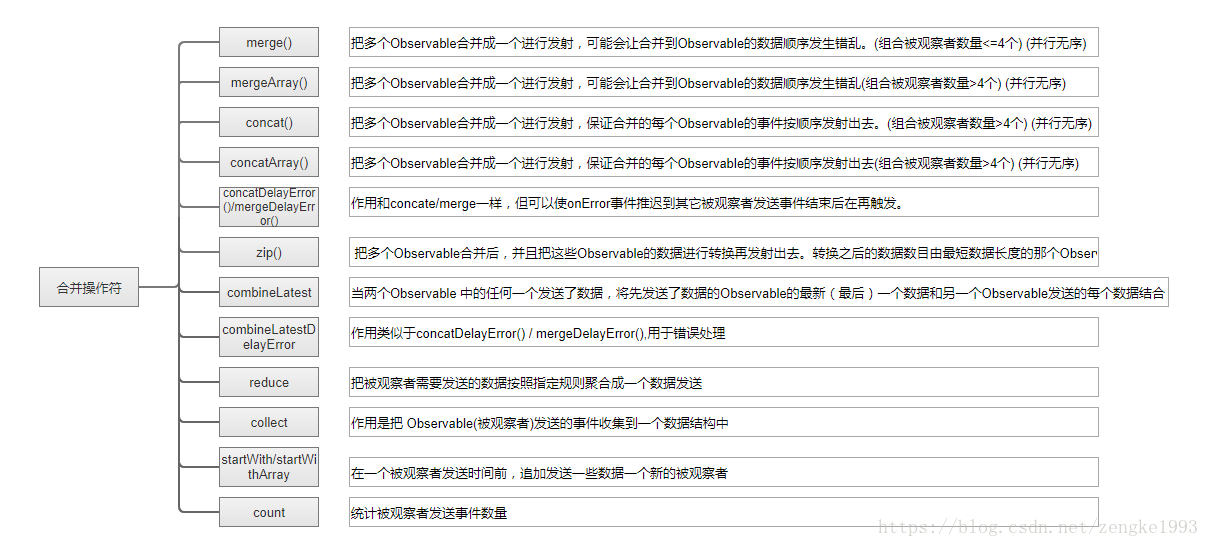 merge()
把多个Observable合并成一个进行发射，可能会让合并到Observable的数据顺序发生错乱。(组合被观察者数量<=4个) (并行无序)
mergeArray()
把多个Observable合并成一个进行发射，可能会让合并到Observable的数据顺序发生错乱(组合被观察者数量>4个) (并行无序)
concat()
把多个Observable合并成一个进行发射，保证合并的每个Observable的事件按顺序发射出去。(组合被观察者数量>4个) (并行无序)
concatArray()
把多个Observable合并成一个进行发射，保证合并的每个Observable的事件按顺序发射出去(组合被观察者数量>4个) (并行无序)
concatDelayError
()/mergeDelayErr
or()
作用和concate/merge一样，但可以使onError事件推迟到其它被观察者发送事件结束后在再触发。
zip()
把多个Observable合并后，并且把这些Observable的数据进行转换再发射出去。转换之后的数据数目由最短数据长度的那个Observ
合并操作符
combineLatest
当两个Observable 中的任何一个发送了数据，将先发送了数据的Observable的最新（最后）一个数据和另一个Observable发送的每个数据结合
combineLatestD
elayError
作用类似于concatDelayError() / mergeDelayError(),用于错误处理
reduce
把被观察者需要发送的数据按照指定规则聚合成一个数据发送
collect
作用是把 Observable(被观察者)发送的事件收集到一个数据结构中
startWith/startWi
thArray
在一个被观察者发送时间前，追加发送一些数据一个新的被观察者
count
统计被观察者发送事件数量
https://blog.csdn.net/zengke1993